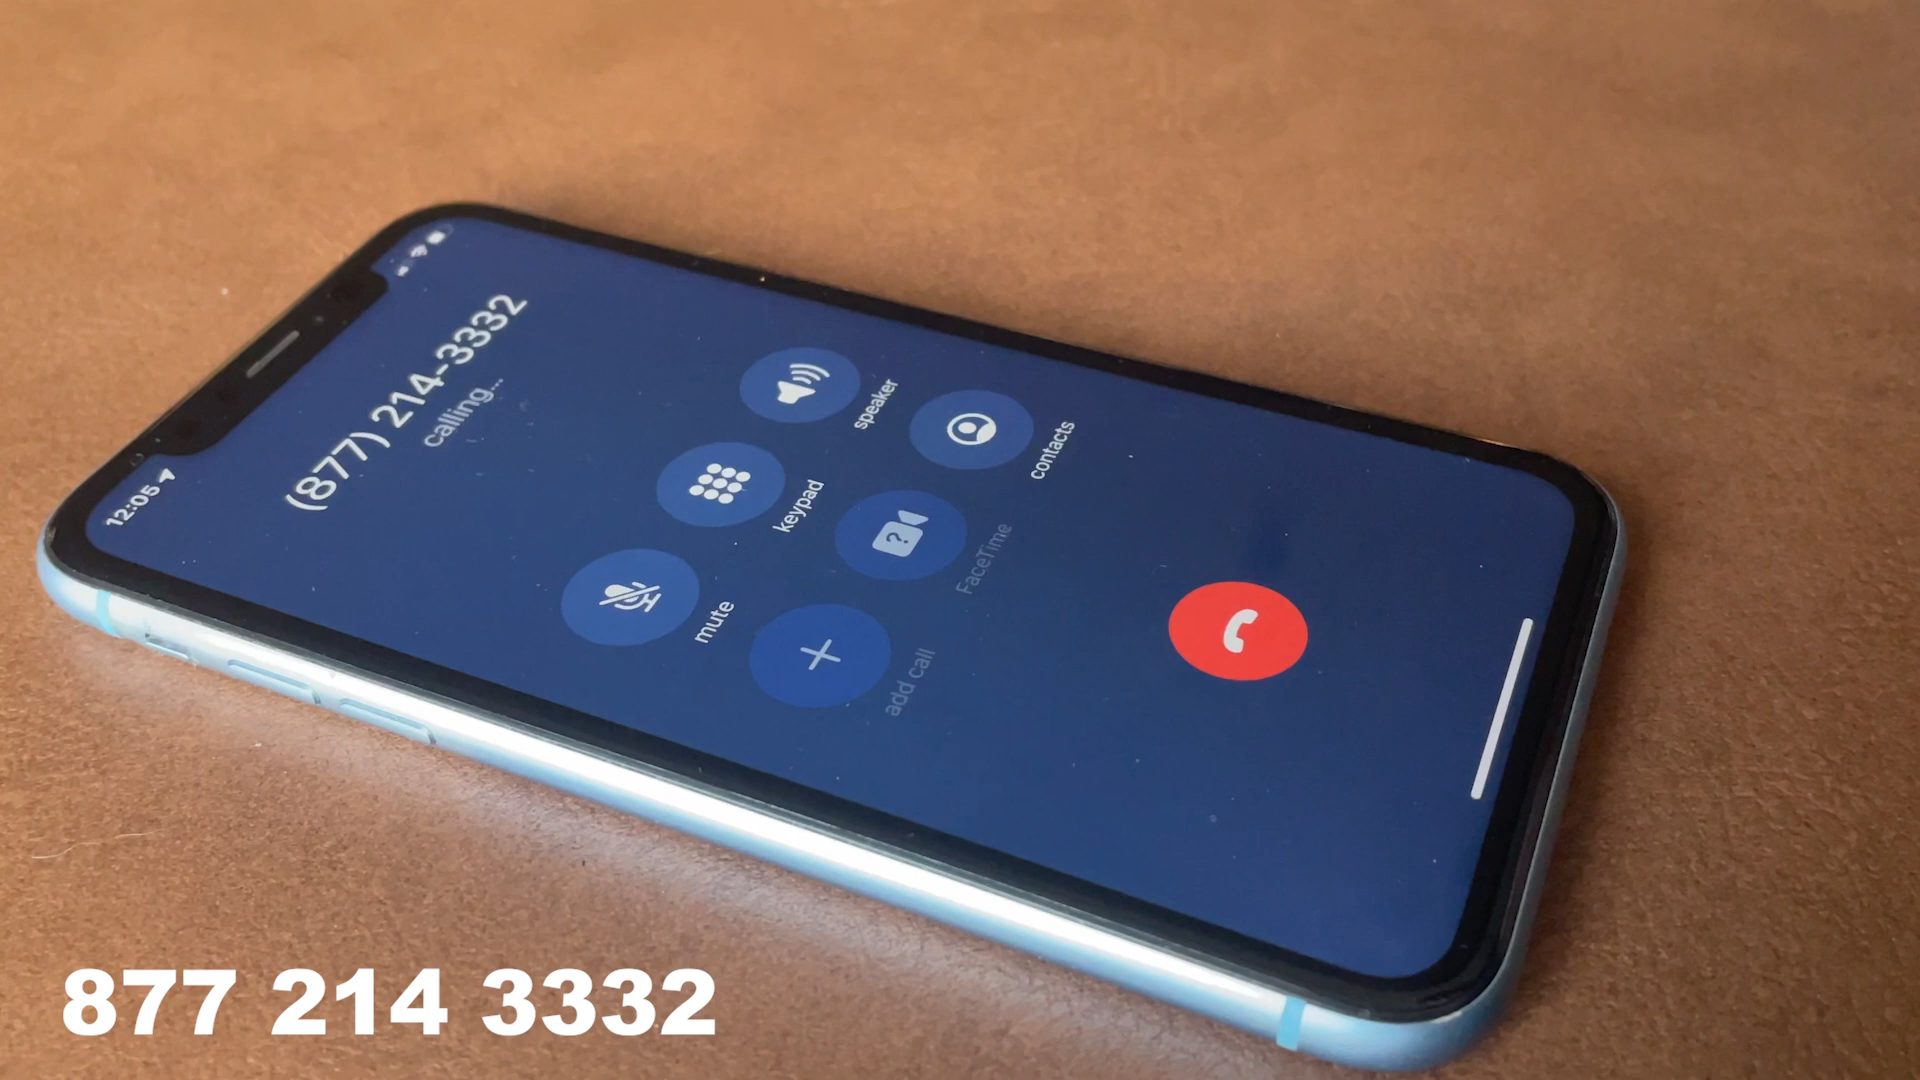 12:05
(877) 214-3332
calling...
mute
keypad
speaker
add call
FaceTime
contacts
877 214 3332